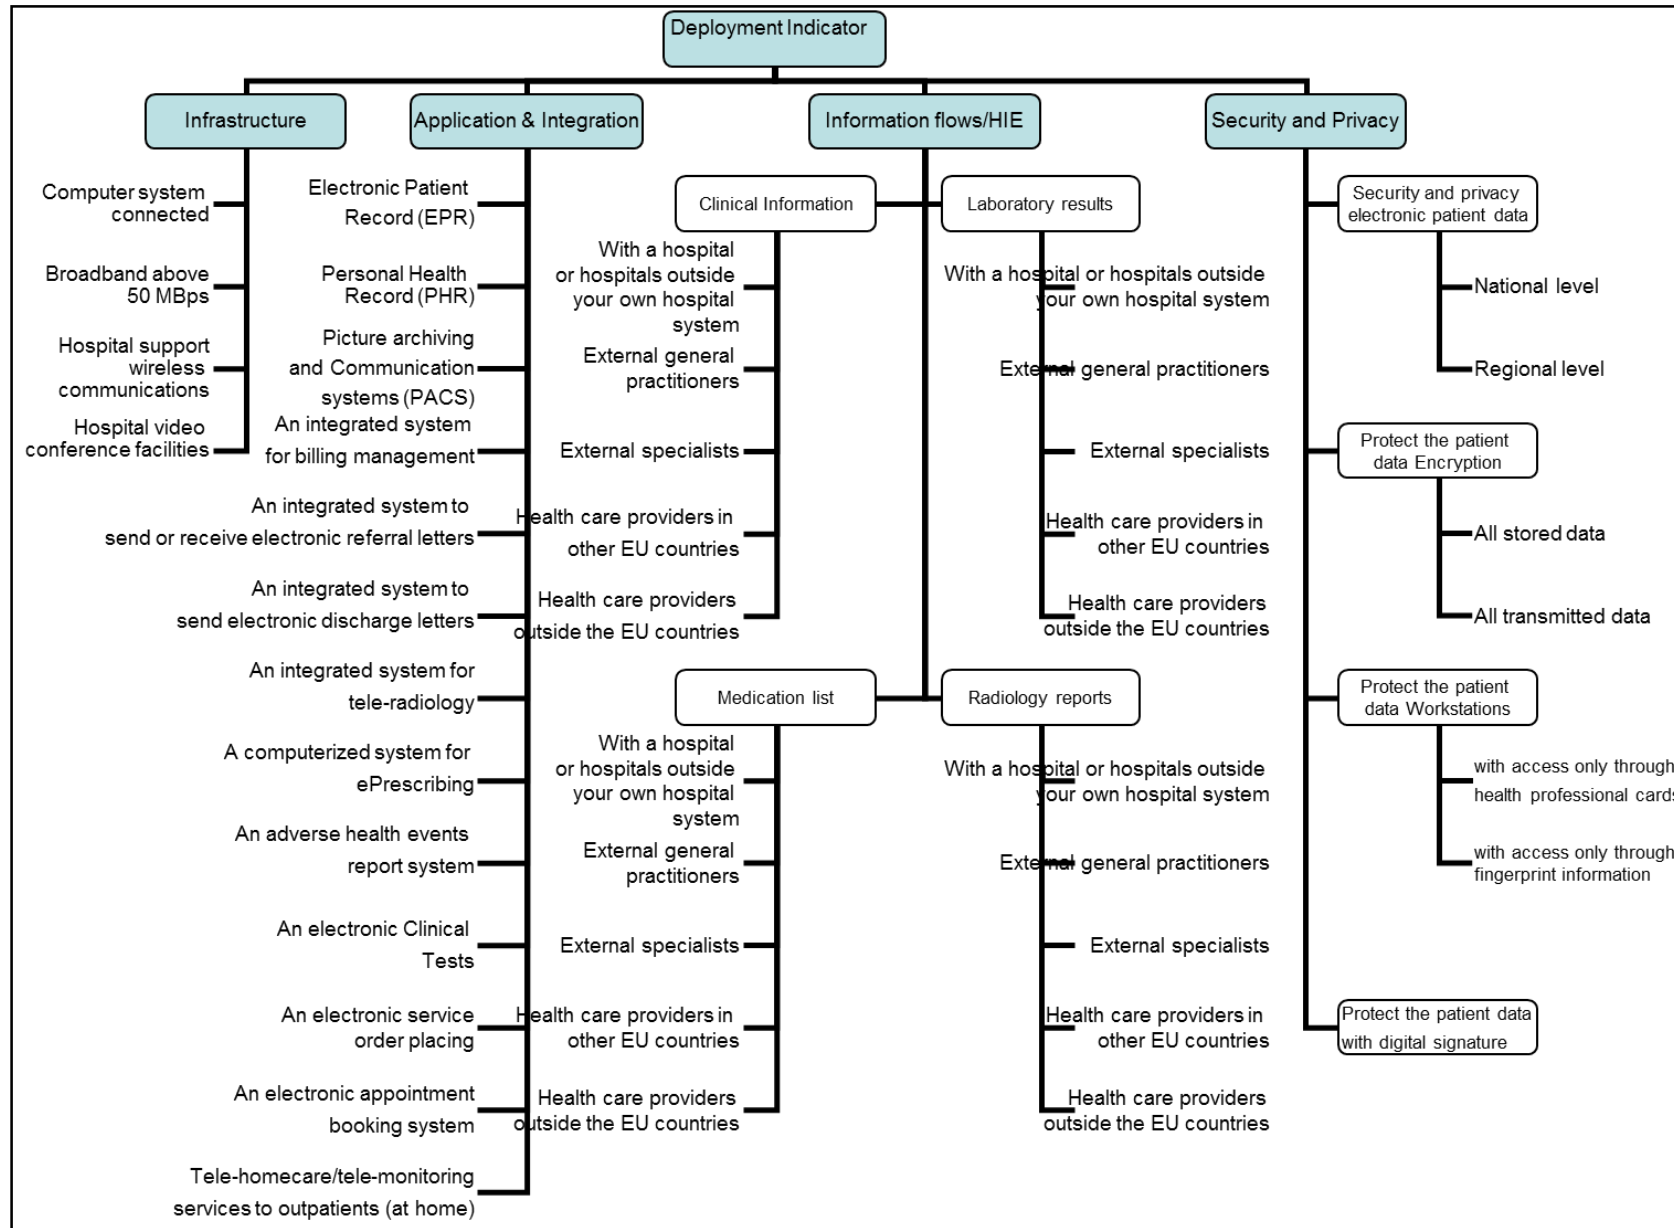 Deployment Indicator
Infrastructure
Application & Integration
Information flows/HIE
Security and Privacy
Computer system
connected
Broadband above
50 MBps
Hospital support
wireless
communications
Hospital video
conference facilities
Electronic Patient
Record (EPR)
Personal Health
Record (PHR)
Picture archiving
and Communication
systems (PACS)
An integrated system
for billing management
An integrated system to
send or receive electronic referral letters
An integrated system to
send electronic discharge letters
An integrated system for
tele-radiology
A computerized system for
ePrescribing
An adverse health events
report system
An electronic Clinical
Tests
An electronic service
order placing
An electronic appointment
booking system
Tele-homecare/tele-monitoring
services to outpatients (at home)
Clinical Information
With a hospital
or hospitals outside
your own hospital
system
External general
practitioners
External specialists
Health care providers in
other EU countries
Health care providers
outside the EU countries
Medication list
With a hospital
or hospitals outside
your own hospital
system
External general
practitioners
External specialists
Health care providers in
other EU countries
Health care providers
outside the EU countries
Laboratory results
With a hospital or hospitals outside
your own hospital system
External general practitioners
External specialists
Health care providers in
other EU countries
Health care providers
outside the EU countries
Radiology reports
With a hospital or hospitals outside
your own hospital system
External general practitioners
External specialists
Health care providers in
other EU countries
Health care providers
outside the EU countries
Security and privacy
electronic patient data
National level
Regional level
Protect the patient
data Encryption
All stored data
All transmitted data
Protect the patient
data Workstations
with access only through
health professional cards
with access only through
fingerprint information
Protect the patient data
with digital signature